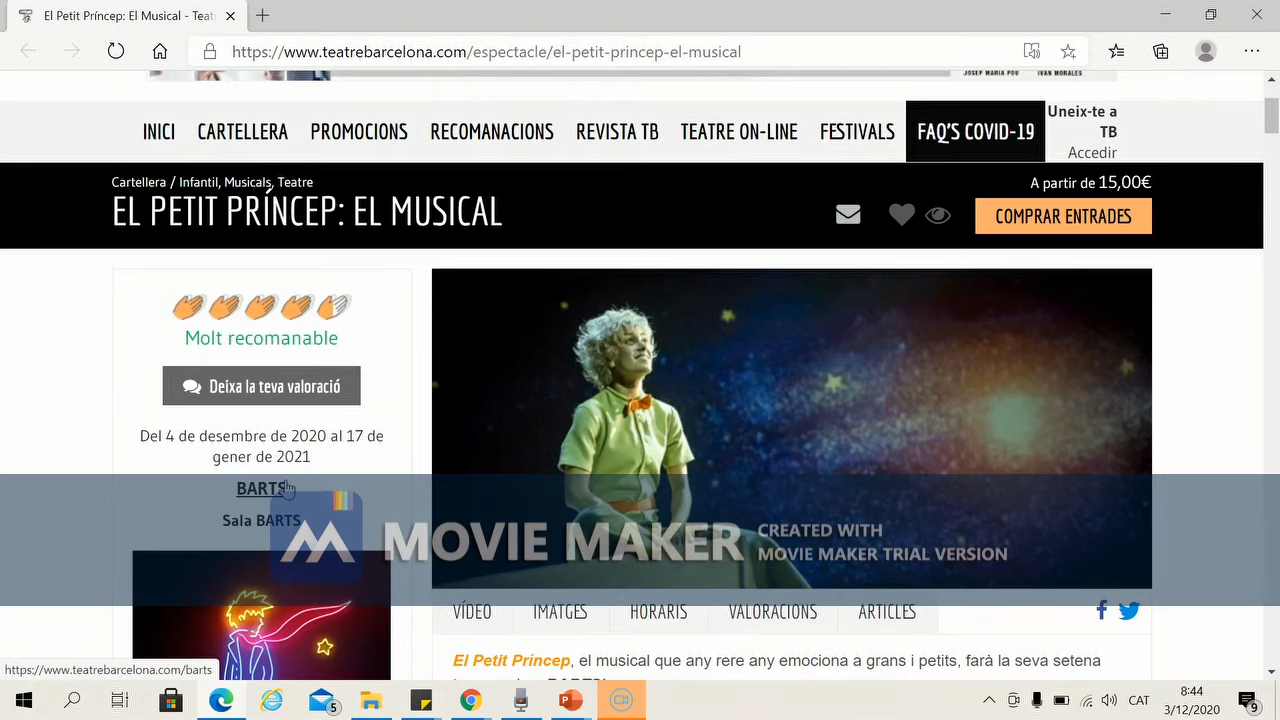 El Petit Príncep: El Musical - Teat
https://www.teatrebarcelona.com/espectacle/el-petit-princep-el-musical
JOSEP MARIA POU
IVAN MORALES
INICI
CARTELLERA
PROMOCIONS
RECOMANACIONS
REVISTA TB
TEATRE ON-LINE
FESTIVALS
FAQ'S COVID-19
Uneix-te a
TB
Accedir
Cartellera / Infantil, Musicals, Teatre
EL PETIT PRÍNCEP: EL MUSICAL
A partir de 15,00€
COMPRAR ENTRADES
Molt recomanable
Deixa la teva valoració
Del 4 de desembre de 2020 al 17 de
gener de 2021
BARTS
Sala BARTS
MOVIE MAKER
CREATED WITH
MOVIE MAKER TRIAL VERSION
VÍDEO
IMATGES
HORARIS
VALORACIONS
ARTICLES
El Petit Príncep, el musical que any rere any emociona a grans i petits, farà la seva setena
https://www.teatrebarcelona.com/barts
5
CAT
8:44
3/12/2020
9